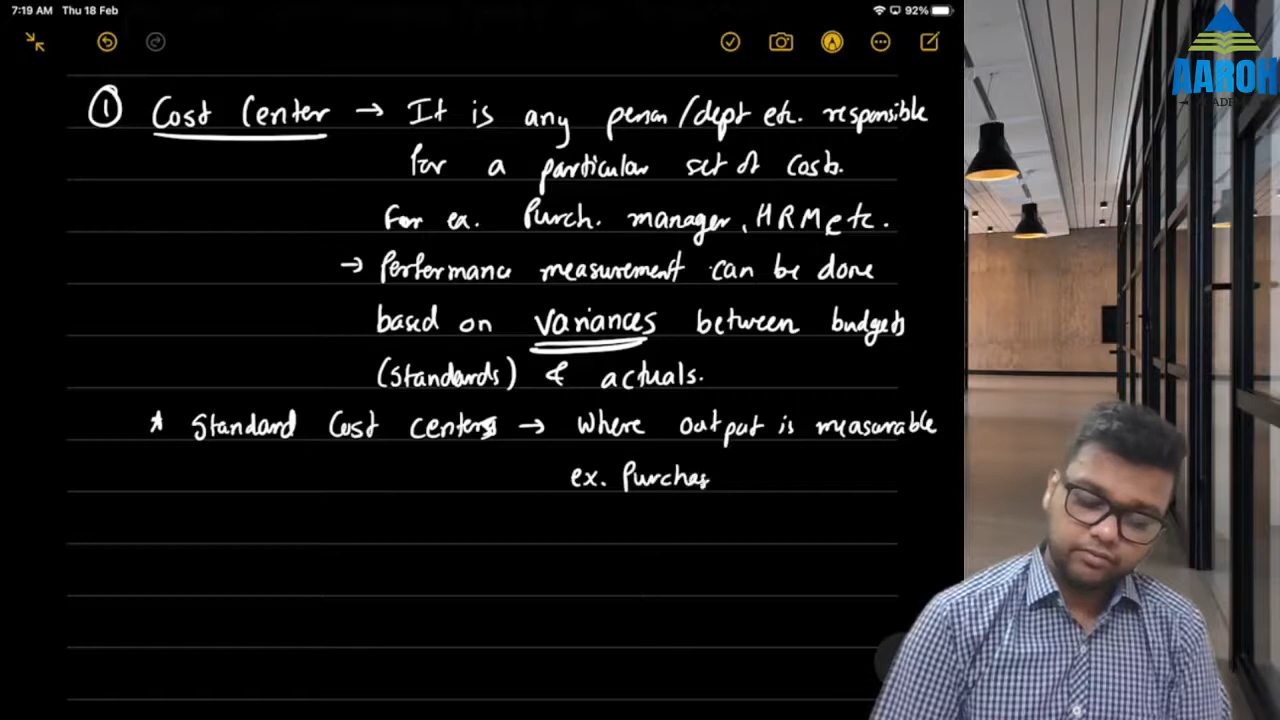 7:19 AM Thu 18 Feb
92%
AAROH
ACADEMY
① Cost Center → It is any person/dept etc. responsible
for a particular set of costs.
For ex. Purch. manager, HRM etc.
→ Performance measurement can be done
based on variances between budgets
(standards) & actuals.
* Standard Cost centers → Where output is measurable
ex. Purchas